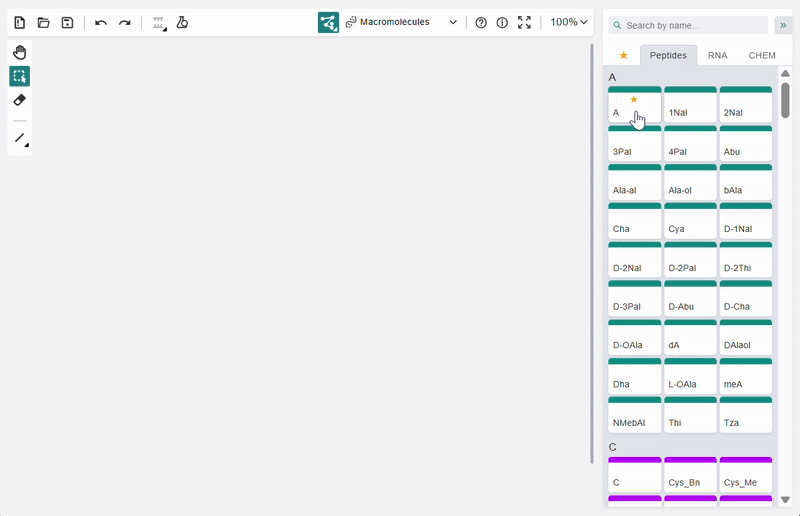 Macromolecules
100%
Search by name...
»
Peptides RNA CHEM
A
A 1Nal 2Nal
3Pal 4Pal Abu
Ala-al Ala-ol bAla
Cha Cya D-1Nal
D-2Nal D-2Pal D-2Thi
D-3Pal D-Abu D-Cha
D-OAla dA DAlaol
Dha L-OAla meA
NMebAl Thi Tza
C
C Cys_Bn Cys_Me